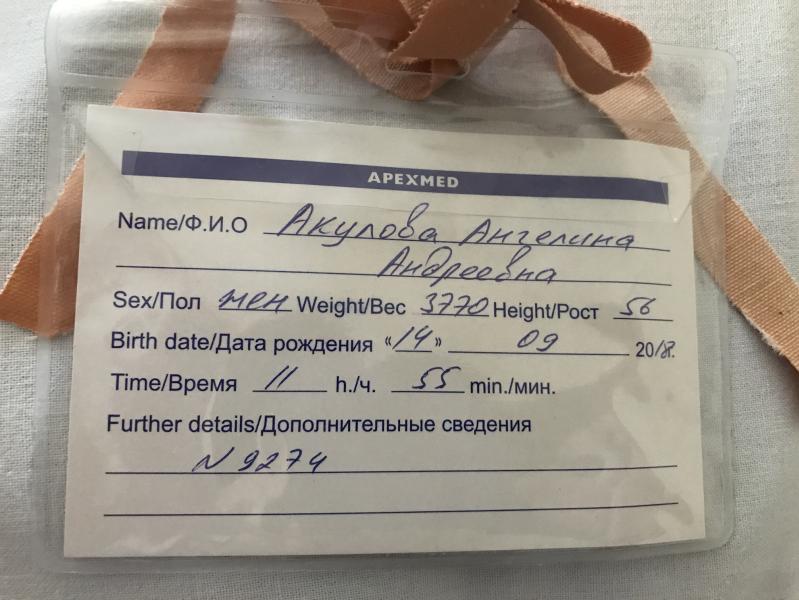 APEXMED
Name/Ф.И.О Акулова Ангелина
Андреевна
Sex/Пол жен Weight/Вес 3770 Height/Рост 56
Birth date/Дата рождения «14» 09 2018г.
Time/Время 11 h./ч. 55 min./мин.
Further details/Дополнительные сведения
N 9274